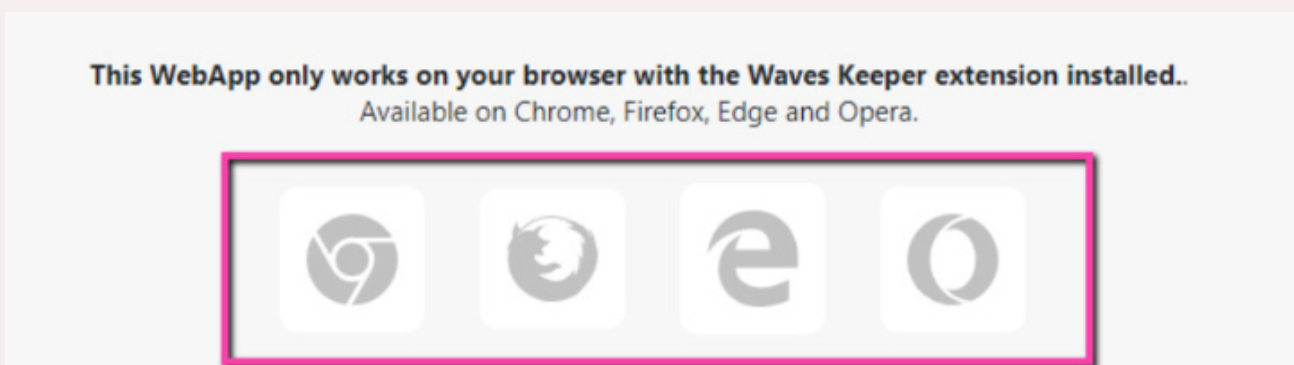 This WebApp only works on your browser with the Waves Keeper extension installed..
Available on Chrome, Firefox, Edge and Opera.